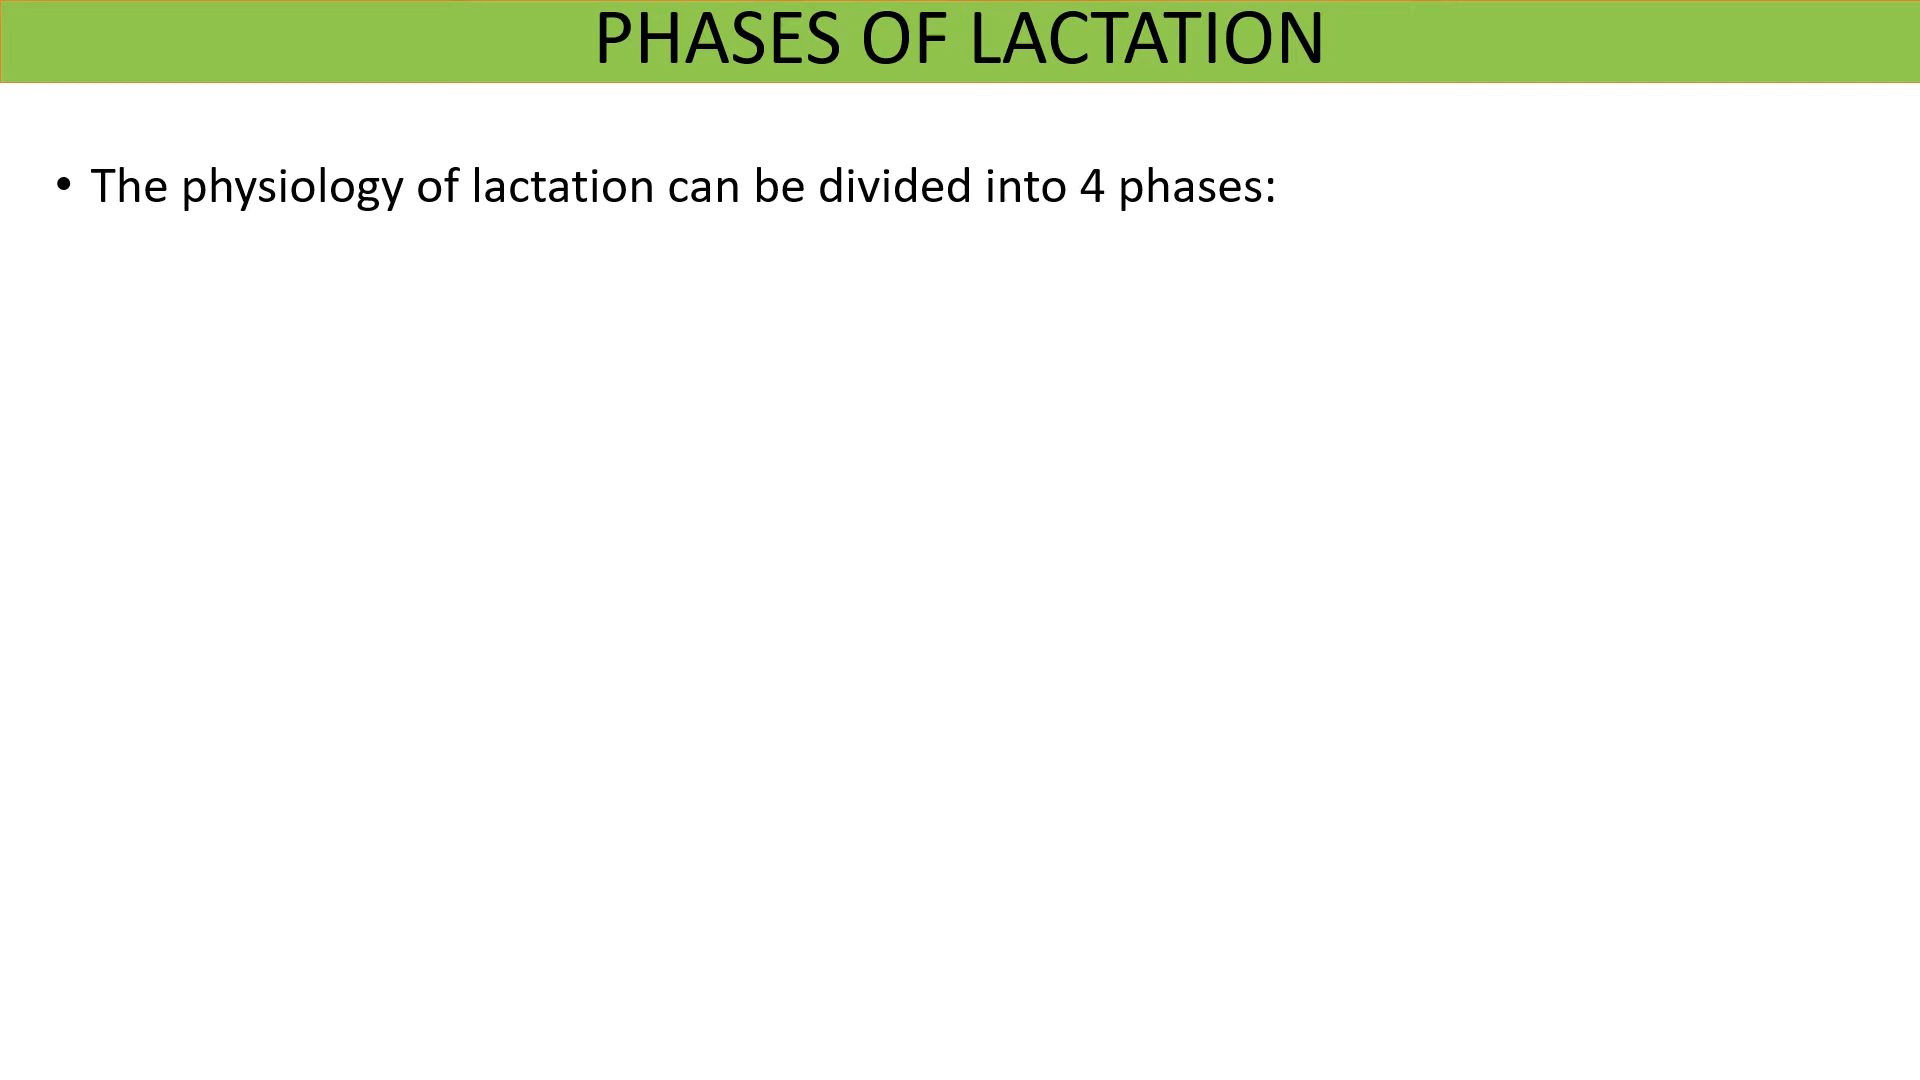 PHASES OF LACTATION
• The physiology of lactation can be divided into 4 phases: